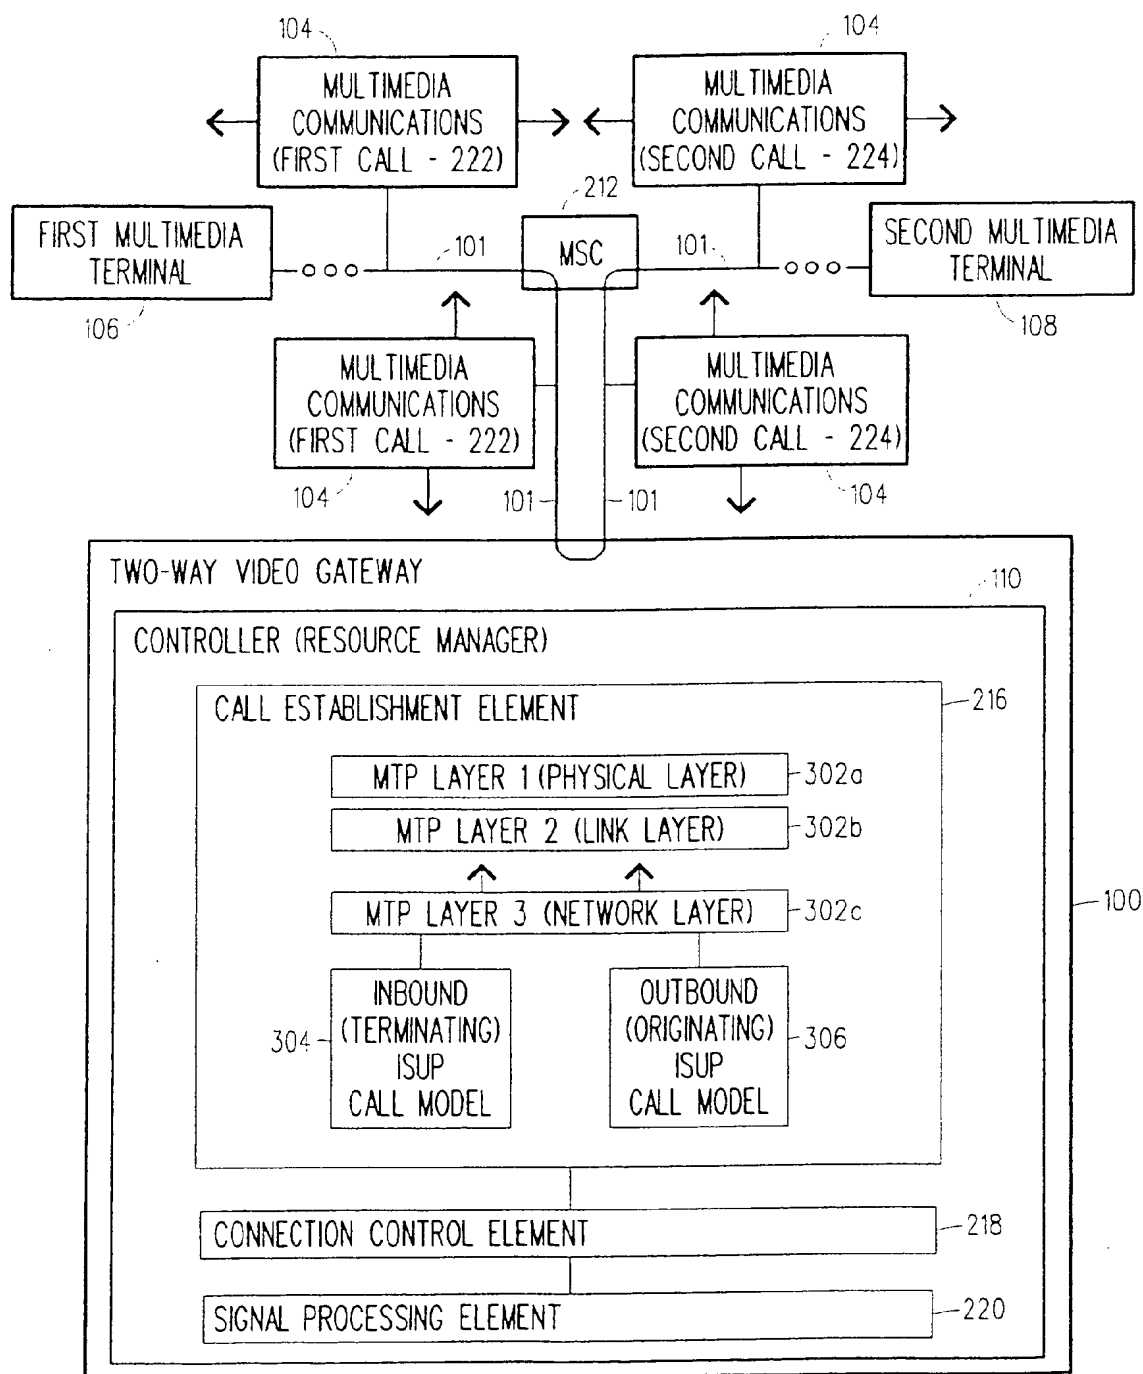 104
104
MULTIMEDIA
COMMUNICATIONS
(FIRST CALL - 222)
MULTIMEDIA
COMMUNICATIONS
(SECOND CALL - 224)
212
FIRST MULTIMEDIA
TERMINAL
101
MSC
101
SECOND MULTIMEDIA
TERMINAL
106
108
MULTIMEDIA
COMMUNICATIONS
(FIRST CALL - 222)
MULTIMEDIA
COMMUNICATIONS
(SECOND CALL - 224)
104
101
101
104
TWO-WAY VIDEO GATEWAY
110
CONTROLLER (RESOURCE MANAGER)
CALL ESTABLISHMENT ELEMENT
216
MTP LAYER 1 (PHYSICAL LAYER)
302a
MTP LAYER 2 (LINK LAYER)
302b
MTP LAYER 3 (NETWORK LAYER)
302c
100
INBOUND
(TERMINATING)
ISUP
CALL MODEL
304
OUTBOUND
(ORIGINATING)
ISUP
CALL MODEL
306
CONNECTION CONTROL ELEMENT
218
SIGNAL PROCESSING ELEMENT
220